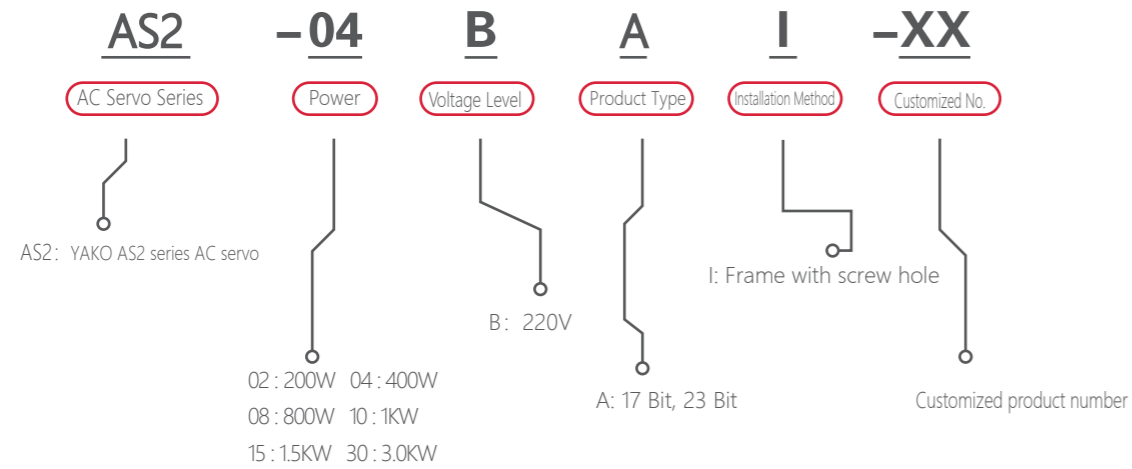 AS2 -04 B A I -XX
AC Servo Series Power Voltage Level Product Type Installation Method Customized No.
AS2: YAKO AS2 series AC servo
I: Frame with screw hole
B: 220V
02 : 200W 04 : 400W
A: 17 Bit, 23 Bit
Customized product number
08 : 800W 10 : 1KW
15 : 1.5KW 30 : 3.0KW